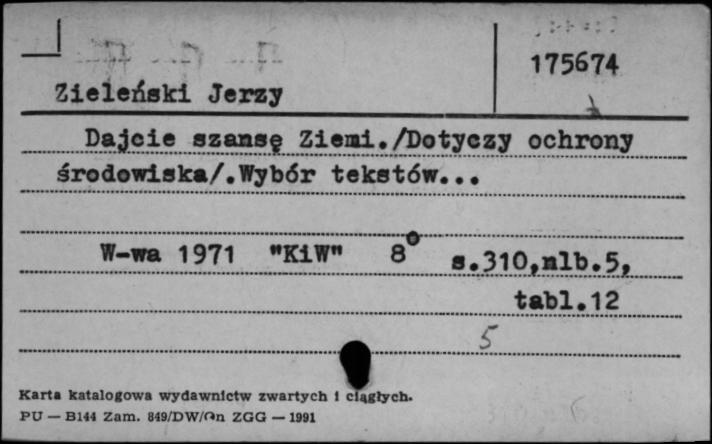 175674
Zieleński Jerzy
Dajcie szansę Ziemi./Dotyczy ochrony
środowiska/.Wybór tekstów...
W-wa 1971 "KiW" 8° s.310,nlb.5,
tabl.12
5
Karta katalogowa wydawnictw zwartych i ciągłych.
PU — B144 Zam. 849/DW/On ZGG — 1991